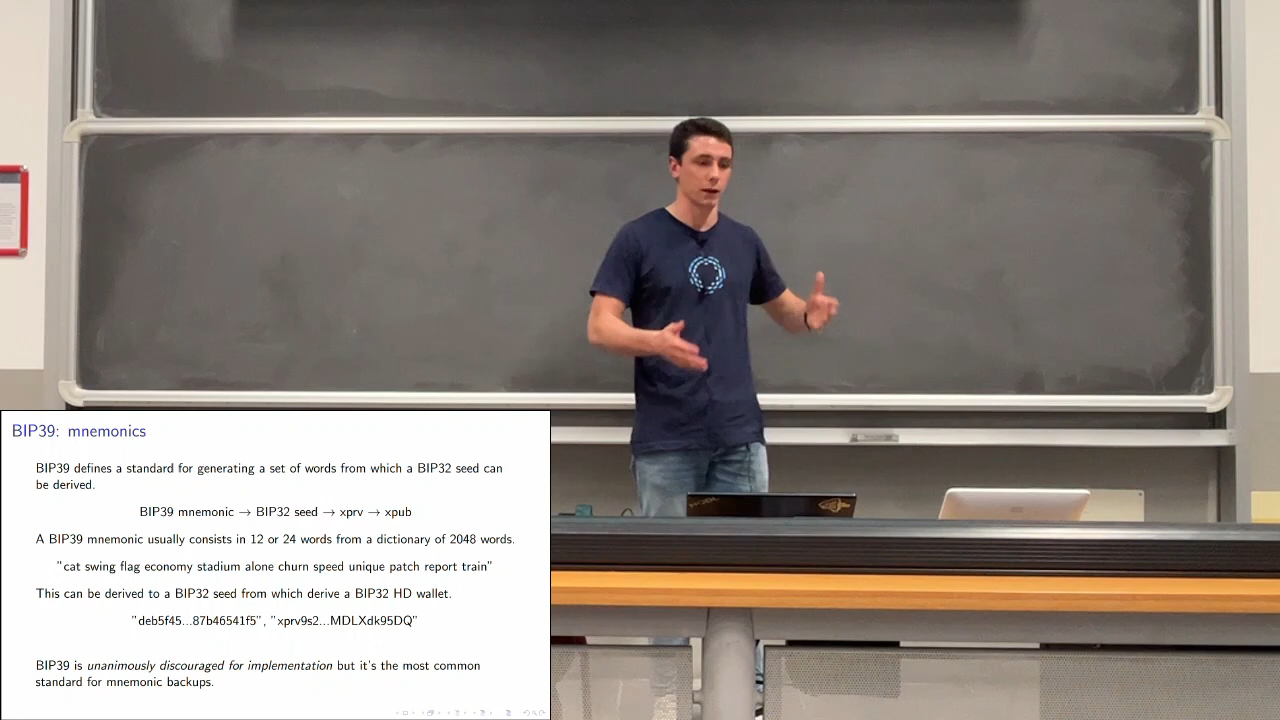 BIP39: mnemonics
BIP39 defines a standard for generating a set of words from which a BIP32 seed can
be derived.
BIP39 mnemonic → BIP32 seed → xprv → xpub
A BIP39 mnemonic usually consists in 12 or 24 words from a dictionary of 2048 words.
"cat swing flag economy stadium alone churn speed unique patch report train"
This can be derived to a BIP32 seed from which derive a BIP32 HD wallet.
"deb5f45...87b46541f5", "xprv9s2...MDLXdk95DQ"
BIP39 is unanimously discouraged for implementation but it's the most common
standard for mnemonic backups.